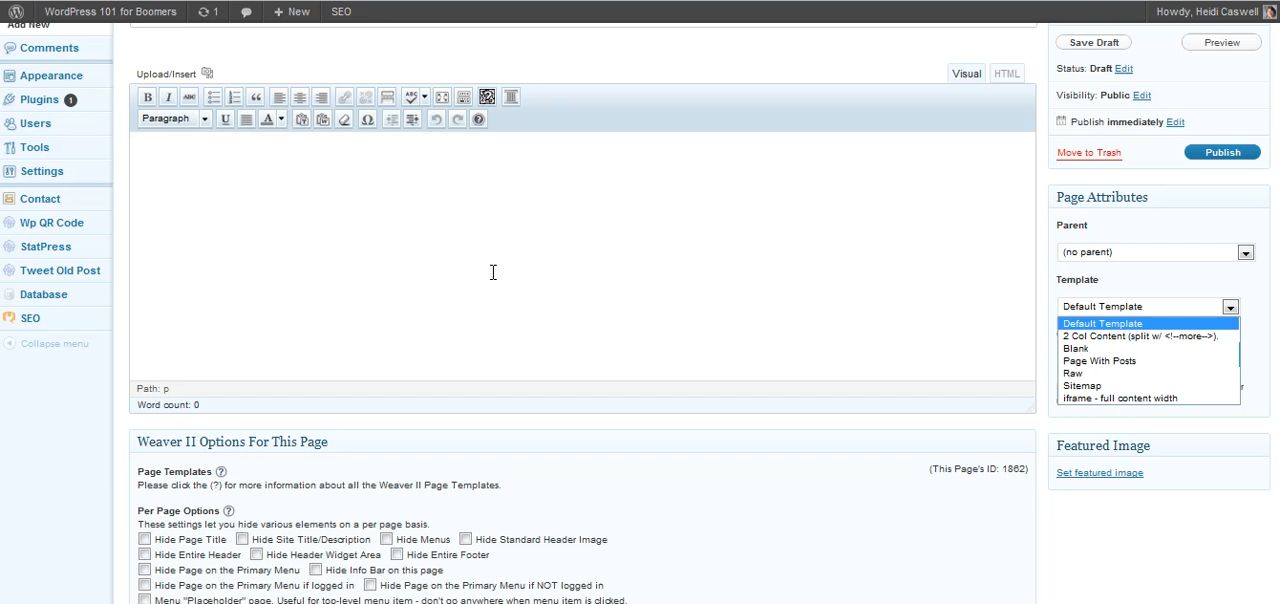 WordPress 101 for Boomers 1 New SEO Howdy, Heidi Caswell
Add New
Comments
Appearance
Plugins 1
Users
Tools
Settings
Contact
Wp QR Code
StatPress
Tweet Old Post
Database
SEO
Collapse menu
Upload/Insert
Visual HTML
B I ABC ABC
Paragraph U A
Path: p
Word count: 0
Weaver II Options For This Page
Page Templates (?) (This Page's ID: 1862)
Please click the (?) for more information about all the Weaver II Page Templates.
Per Page Options (?)
These settings let you hide various elements on a per page basis.
Hide Page Title Hide Site Title/Description Hide Menus Hide Standard Header Image
Hide Entire Header Hide Header Widget Area Hide Entire Footer
Hide Page on the Primary Menu Hide Info Bar on this page
Hide Page on the Primary Menu if logged in Hide Page on the Primary Menu if NOT logged in
Menu "Placeholder" page. Useful for top-level menu item - don't go anywhere when menu item is clicked.
Save Draft Preview
Status: Draft Edit
Visibility: Public Edit
Publish immediately Edit
Move to Trash Publish
Page Attributes
Parent
(no parent)
Template
Default Template
Default Template
2 Col Content (split w/ <!--more-->).
Blank
Page With Posts
Raw
Sitemap
iframe - full content width
Featured Image
Set featured image